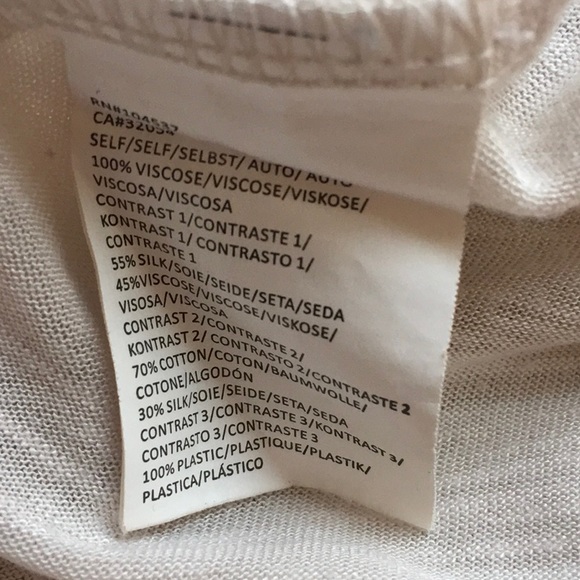 RN#104637
CA#32054
SELF/SELF/SELBST/ AUTO/ AUTO
100% VISCOSE/VISCOSE/VISKOSE/
VISCOSA/VISCOSA
CONTRAST 1/CONTRASTE 1/
KONTRAST 1/ CONTRASTO 1/
CONTRASTE 1
55% SILK/SOIE/SEIDE/SETA/SEDA
45%VISCOSE/VISCOSE/VISKOSE/
VISOSA/VISCOSA
CONTRAST 2/CONTRASTE 2/
KONTRAST 2/ CONTRASTO 2/CONTRASTE 2
70% COTTON/COTON/BAUMWOLLE/
COTONE/ALGODÓN
30% SILK/SOIE/SEIDE/SETA/SEDA
CONTRAST 3/CONTRASTE 3/KONTRAST 3/
CONTRASTO 3/CONTRASTE 3
100% PLASTIC/PLASTIQUE/PLASTIK/
PLASTICA/PLÁSTICO